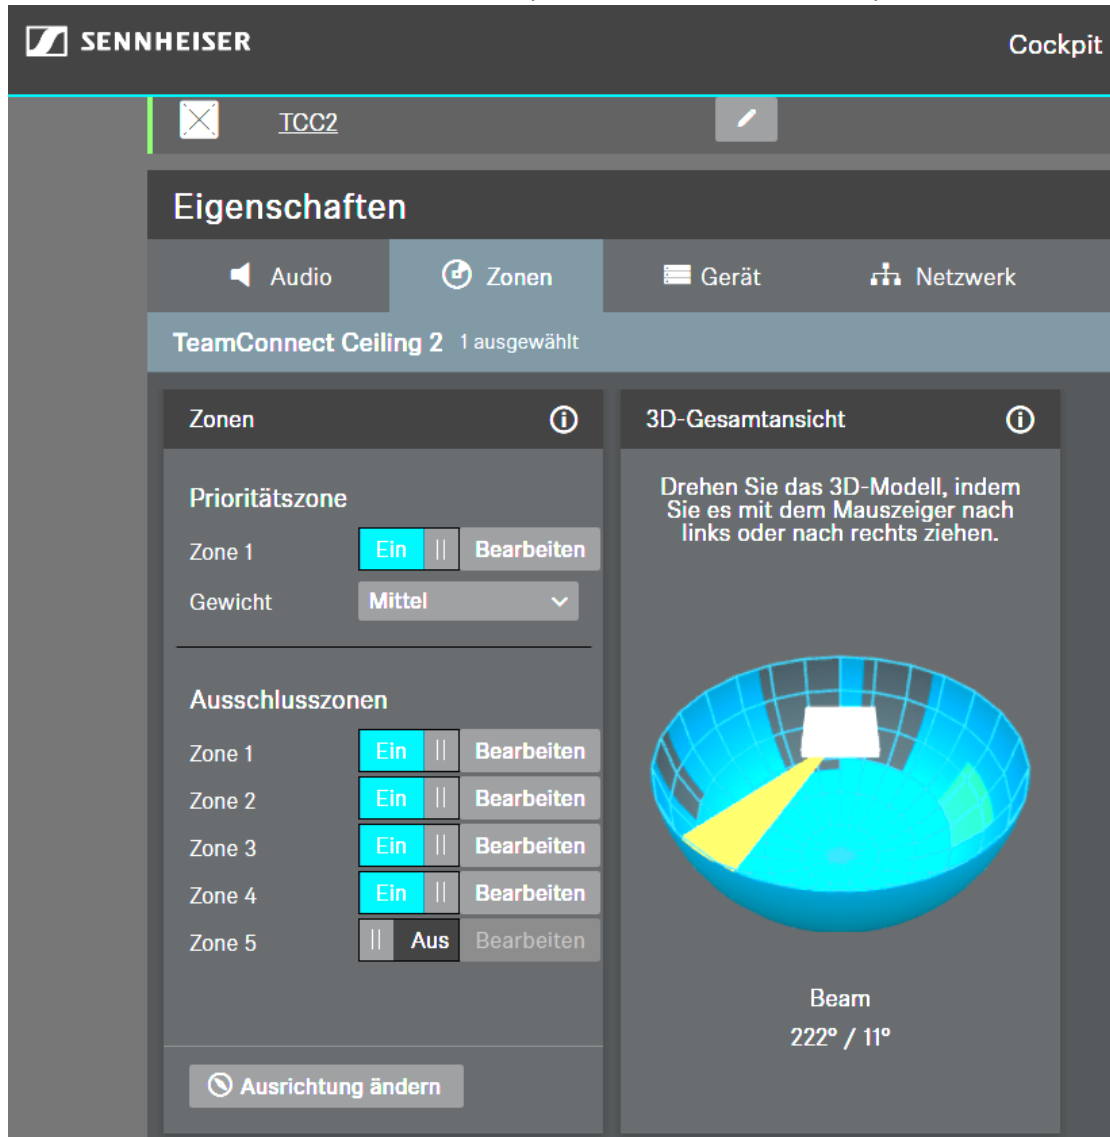 SENNHEISER
Cockpit
TCC2
Eigenschaften
Audio
Zonen
Gerät
Netzwerk
TeamConnect Ceiling 2 1 ausgewählt
Zonen
Prioritätszone
Zone 1 Ein Bearbeiten
Gewicht Mittel
Ausschlusszonen
Zone 1 Ein Bearbeiten
Zone 2 Ein Bearbeiten
Zone 3 Ein Bearbeiten
Zone 4 Ein Bearbeiten
Zone 5 Aus Bearbeiten
Ausrichtung ändern
3D-Gesamtansicht
Drehen Sie das 3D-Modell, indem
Sie es mit dem Mauszeiger nach
links oder nach rechts ziehen.
Beam
222° / 11°